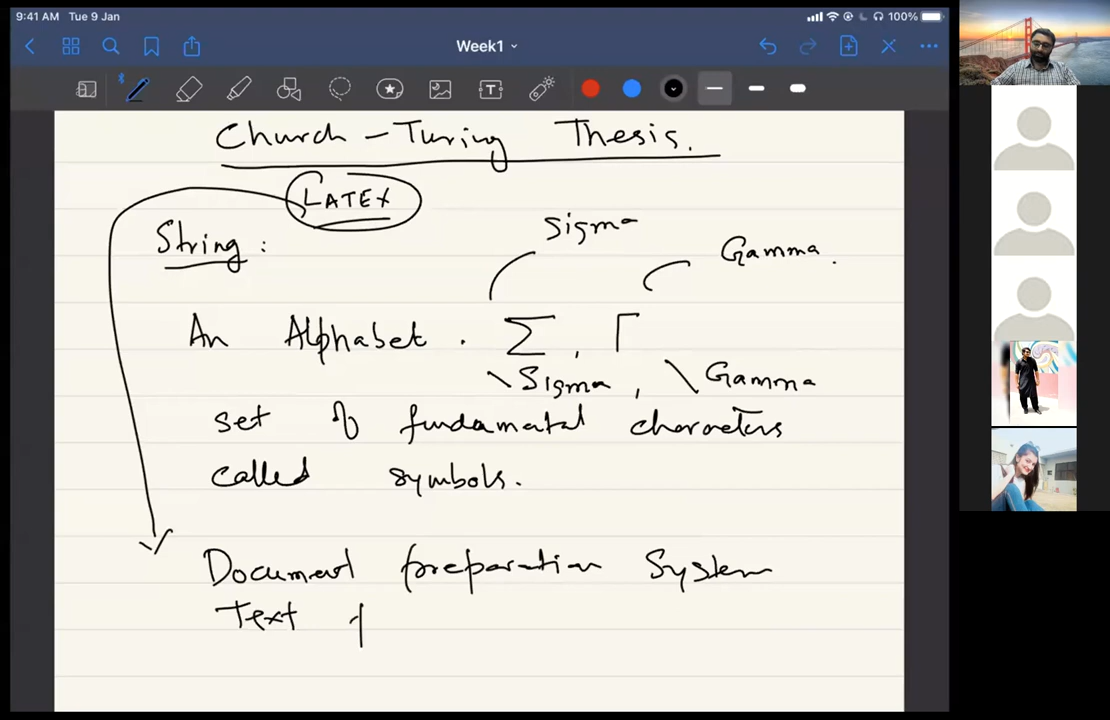 9:41 AM Tue 9 Jan
100%
Week1
Church - Turing Thesis.
LATEX
String :
Sigma
Gamma.
An Alphabet. Σ, Γ
\Sigma, \Gamma
set of fundamental characters
called symbols.
Document preparation System
Text